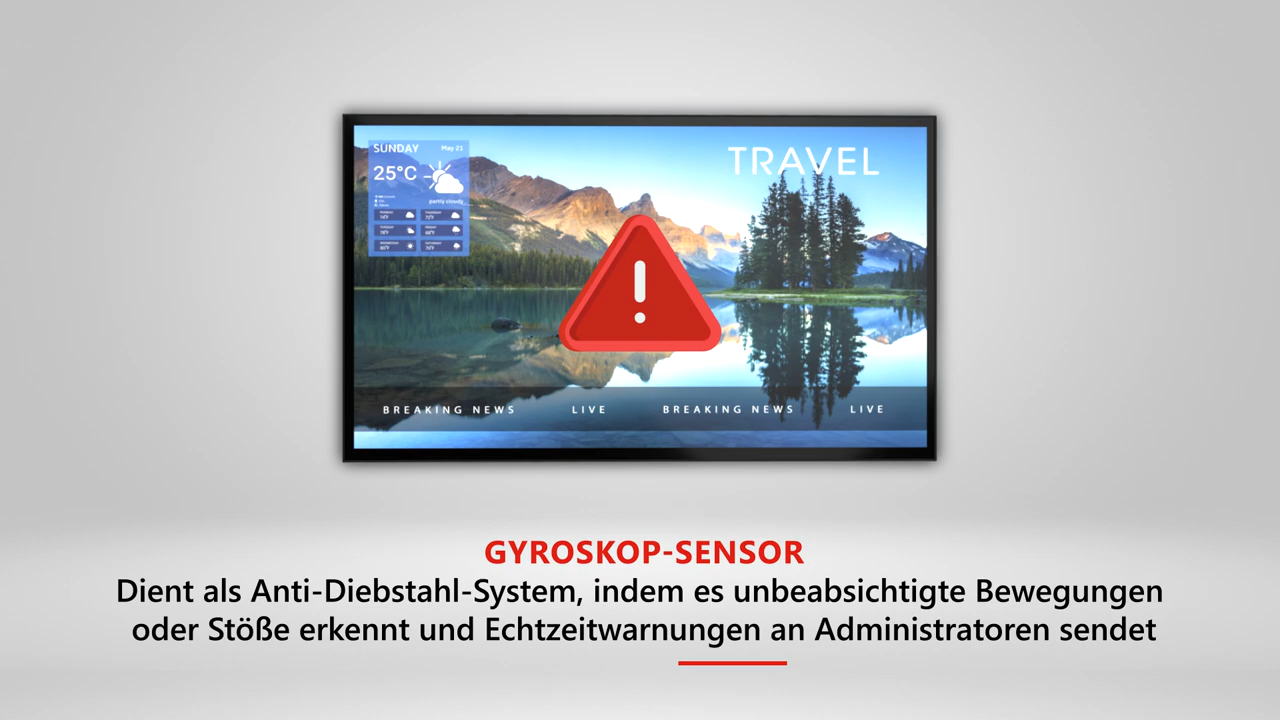 SUNDAY May 23
25°C
partly cloudy
TRAVEL
BREAKING NEWS LIVE BREAKING NEWS LIVE
GYROSKOP-SENSOR
Dient als Anti-Diebstahl-System, indem es unbeabsichtigte Bewegungen
oder Stöße erkennt und Echtzeitwarnungen an Administratoren sendet